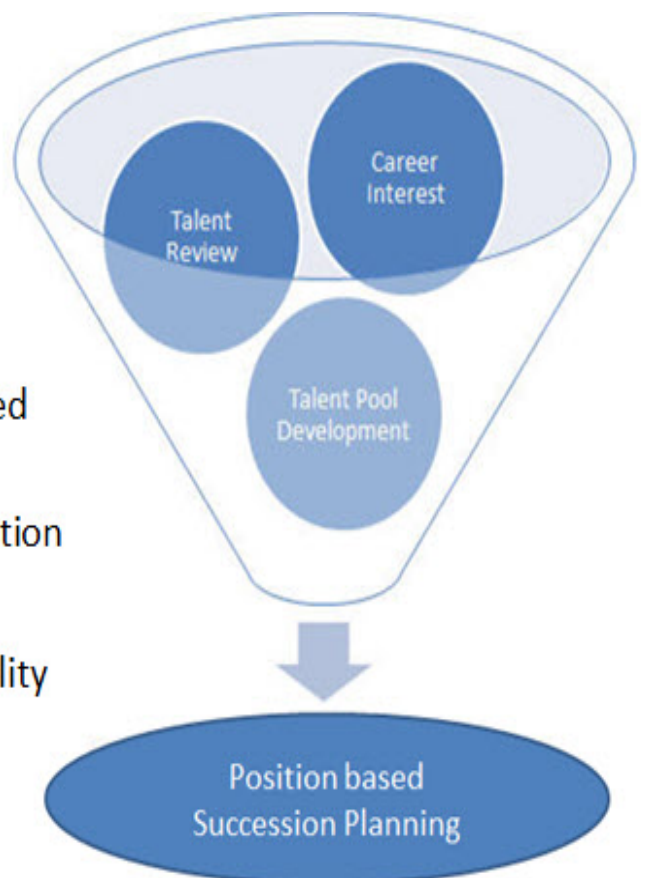 Career
Interest
Talent
Review
Talent Pool
Development
ed
tion
lity
Position based
Succession Planning